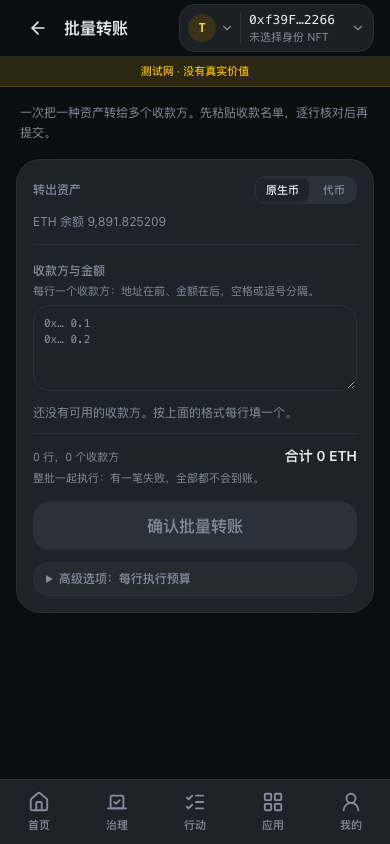 批量转账
T
0xf39F…2266
未选择身份 NFT
测试网 · 没有真实价值
一次把一种资产转给多个收款方。先粘贴收款名单，逐行核对后再
提交。
转出资产
原生币
代币
ETH 余额 9,891.825209
收款方与金额
每行一个收款方：地址在前、金额在后，空格或逗号分隔。
0x… 0.1
0x… 0.2
还没有可用的收款方。按上面的格式每行填一个。
0 行，0 个收款方
合计 0 ETH
整批一起执行：有一笔失败，全部都不会到账。
确认批量转账
高级选项：每行执行预算
首页
治理
行动
应用
我的